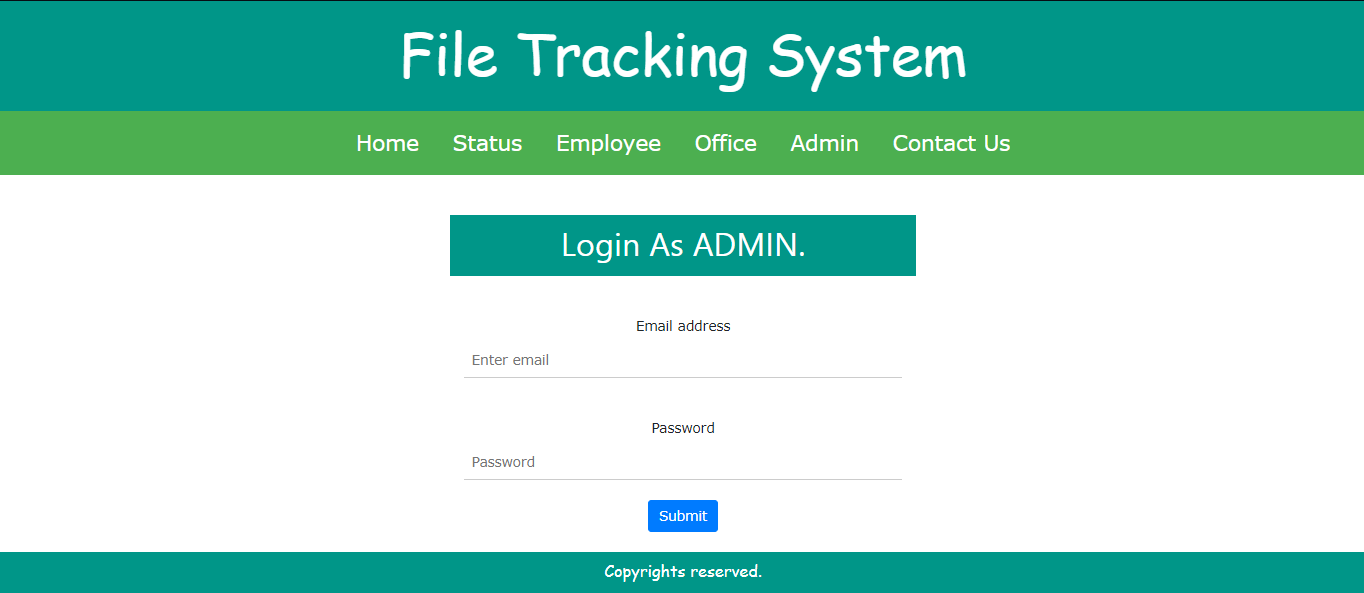 File Tracking System
Home Status Employee Office Admin Contact Us
Login As ADMIN.
Email address
Enter email
Password
Password
Submit
Copyrights reserved.